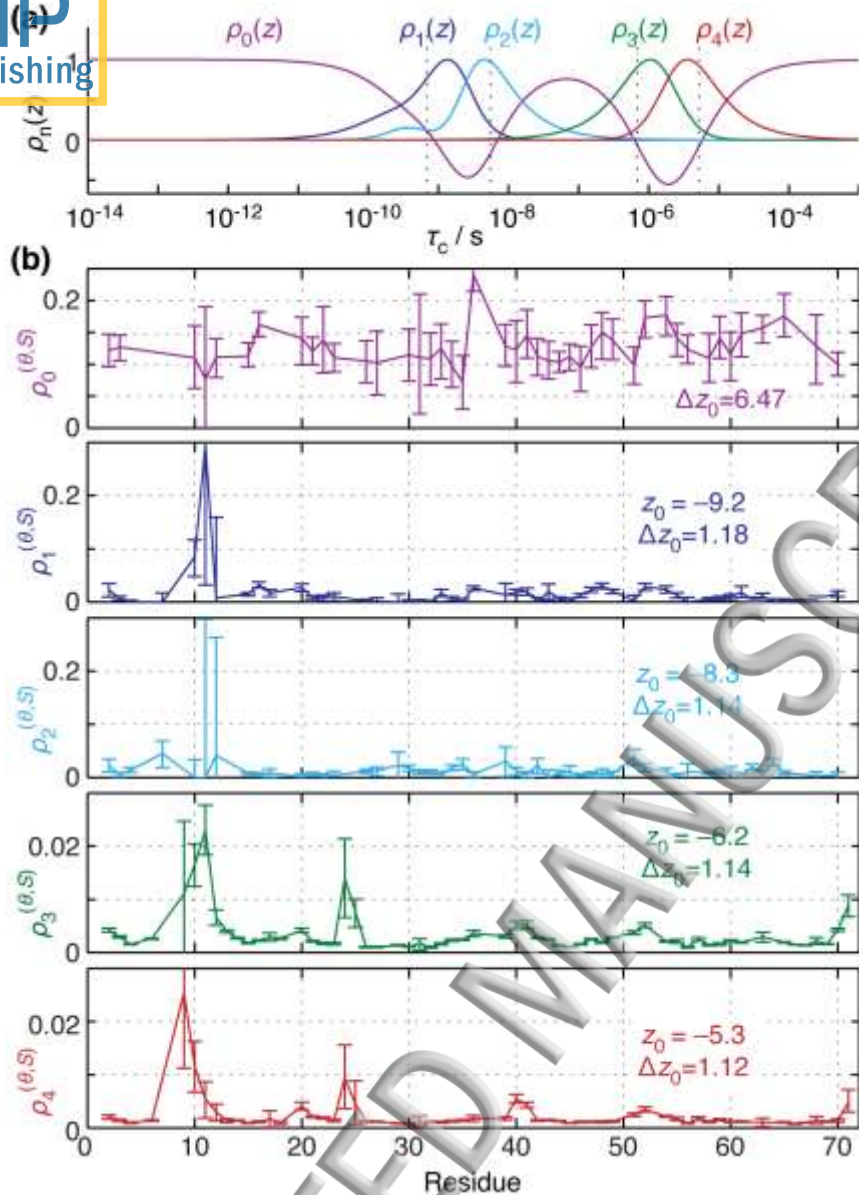 (a)
IP
ishing
ρ0(z) ρ1(z) ρ2(z) ρ3(z) ρ4(z)
ρn(z)
1
0
10-14 10-12 10-10 10-8 10-6 10-4
τc / s
(b)
ρ0(θ,S)
0.2
0
Δz0=6.47
ρ1(θ,S)
0.2
0
z0 = −9.2
Δz0=1.18
ρ2(θ,S)
0.2
0
z0 = −8.3
Δz0=1.14
ρ3(θ,S)
0.02
0
z0 = −6.2
Δz0=1.14
ρ4(θ,S)
0.02
0
z0 = −5.3
Δz0=1.12
0 10 20 30 40 50 60 70
Residue
TED MANUSCR